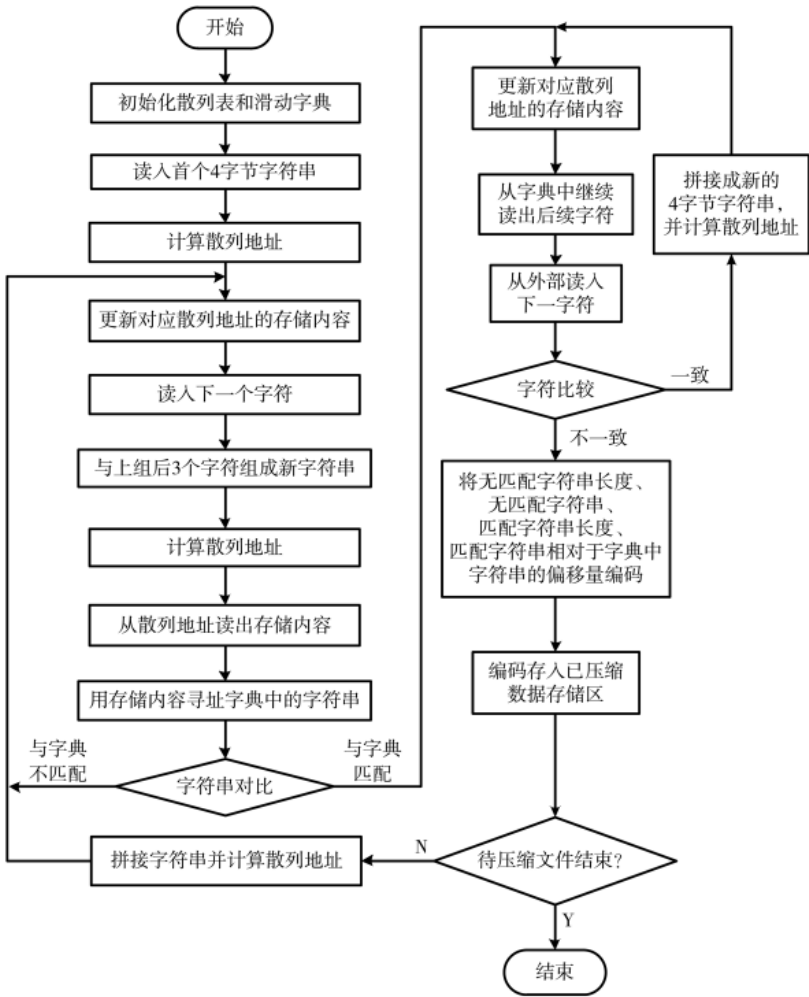 开始
初始化散列表和滑动字典
读入首个4字节字符串
计算散列地址
更新对应散列地址的存储内容
读入下一个字符
与上组后3个字符组成新字符串
计算散列地址
从散列地址读出存储内容
用存储内容寻址字典中的字符串
与字典
不匹配
字符串对比
与字典
匹配
拼接字符串并计算散列地址
更新对应散列
地址的存储内容
从字典中继续
读出后续字符
从外部读入
下一字符
字符比较
一致
拼接成新的
4字节字符串,
并计算散列地址
不一致
将无匹配字符串长度、
无匹配字符串、
匹配字符串长度、
匹配字符串相对于字典中
字符串的偏移量编码
编码存入已压缩
数据存储区
待压缩文件结束?
N
Y
结束